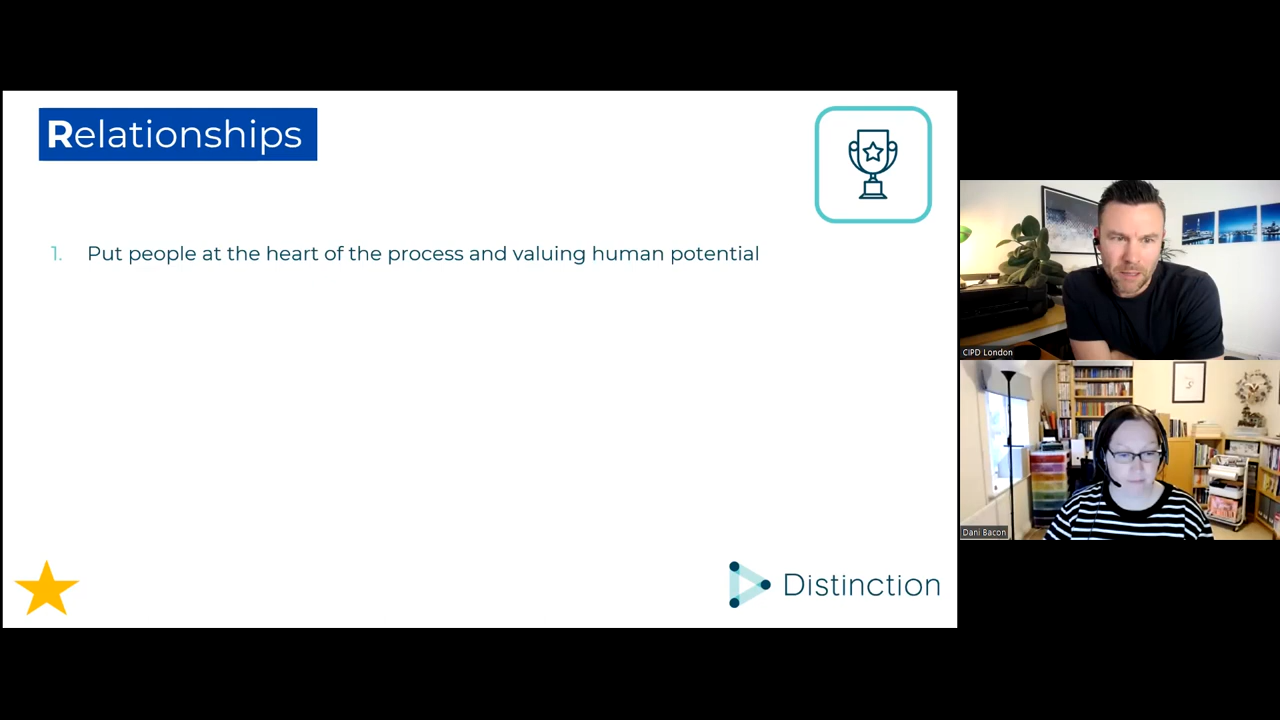 Relationships
1. Put people at the heart of the process and valuing human potential
Distinction
CIPD London
Dani Bacon